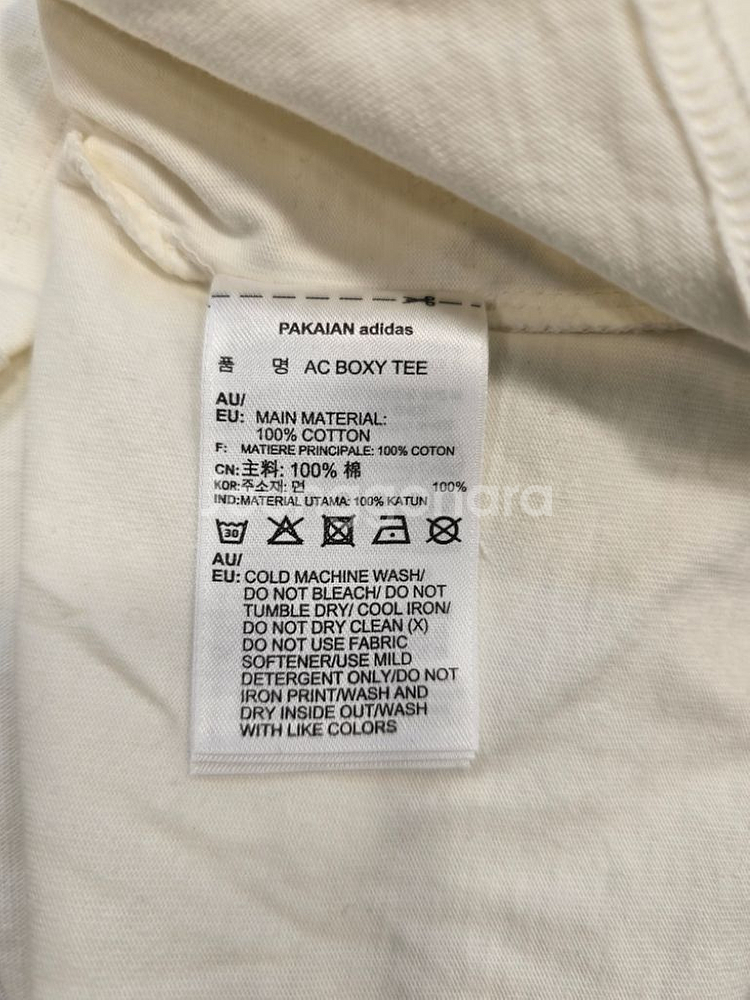 PAKAIAN adidas
품 명 AC BOXY TEE
AU/
EU: MAIN MATERIAL:
100% COTTON
F: MATIERE PRINCIPALE: 100% COTON
CN:主料: 100% 棉
KOR:주소재: 면 100%
IND:MATERIAL UTAMA: 100% KATUN
30
AU/
EU: COLD MACHINE WASH/
DO NOT BLEACH/ DO NOT
TUMBLE DRY/ COOL IRON/
DO NOT DRY CLEAN (X)
DO NOT USE FABRIC
SOFTENER/USE MILD
DETERGENT ONLY/DO NOT
IRON PRINT/WASH AND
DRY INSIDE OUT/WASH
WITH LIKE COLORS